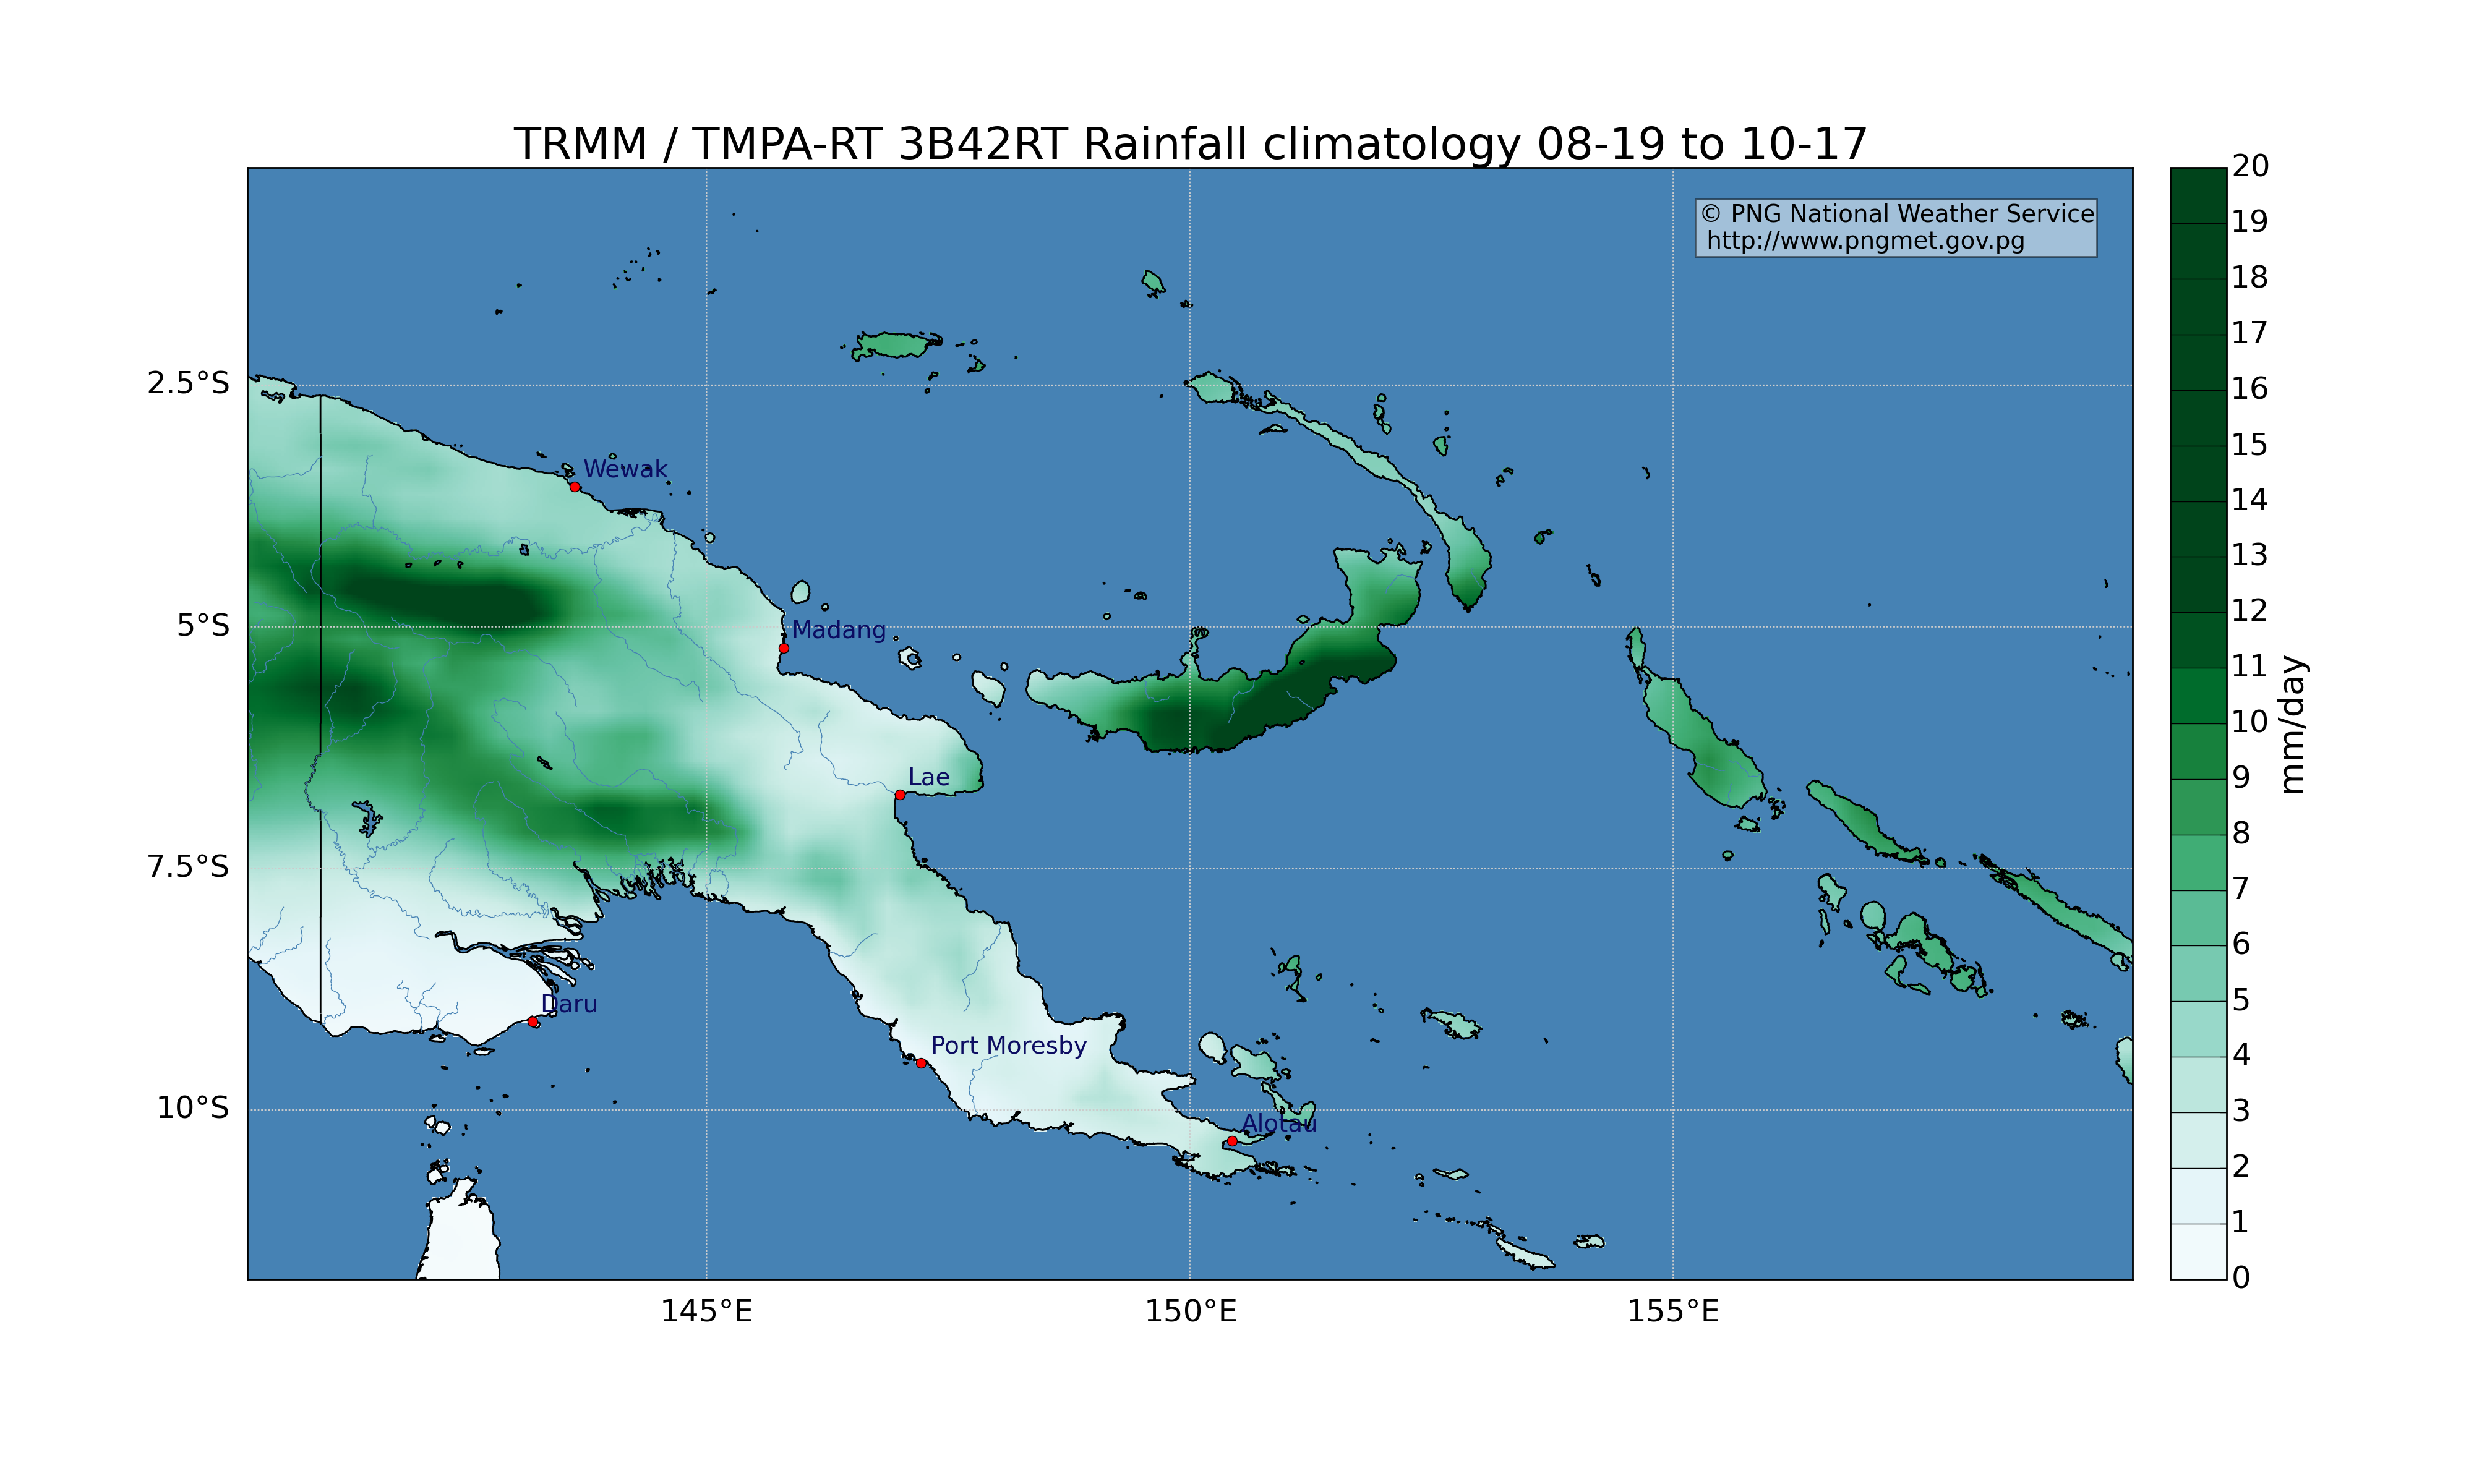 TRMM / TMPA-RT 3B42RT Rainfall climatology 08-19 to 10-17
© PNG National Weather Service
http://www.pngmet.gov.pg
2.5°S
5°S
7.5°S
10°S
145°E
150°E
155°E
Wewak
Madang
Lae
Daru
Port Moresby
Alotau
20
19
18
17
16
15
14
13
12
11
10
9
8
7
6
5
4
3
2
1
0
mm/day